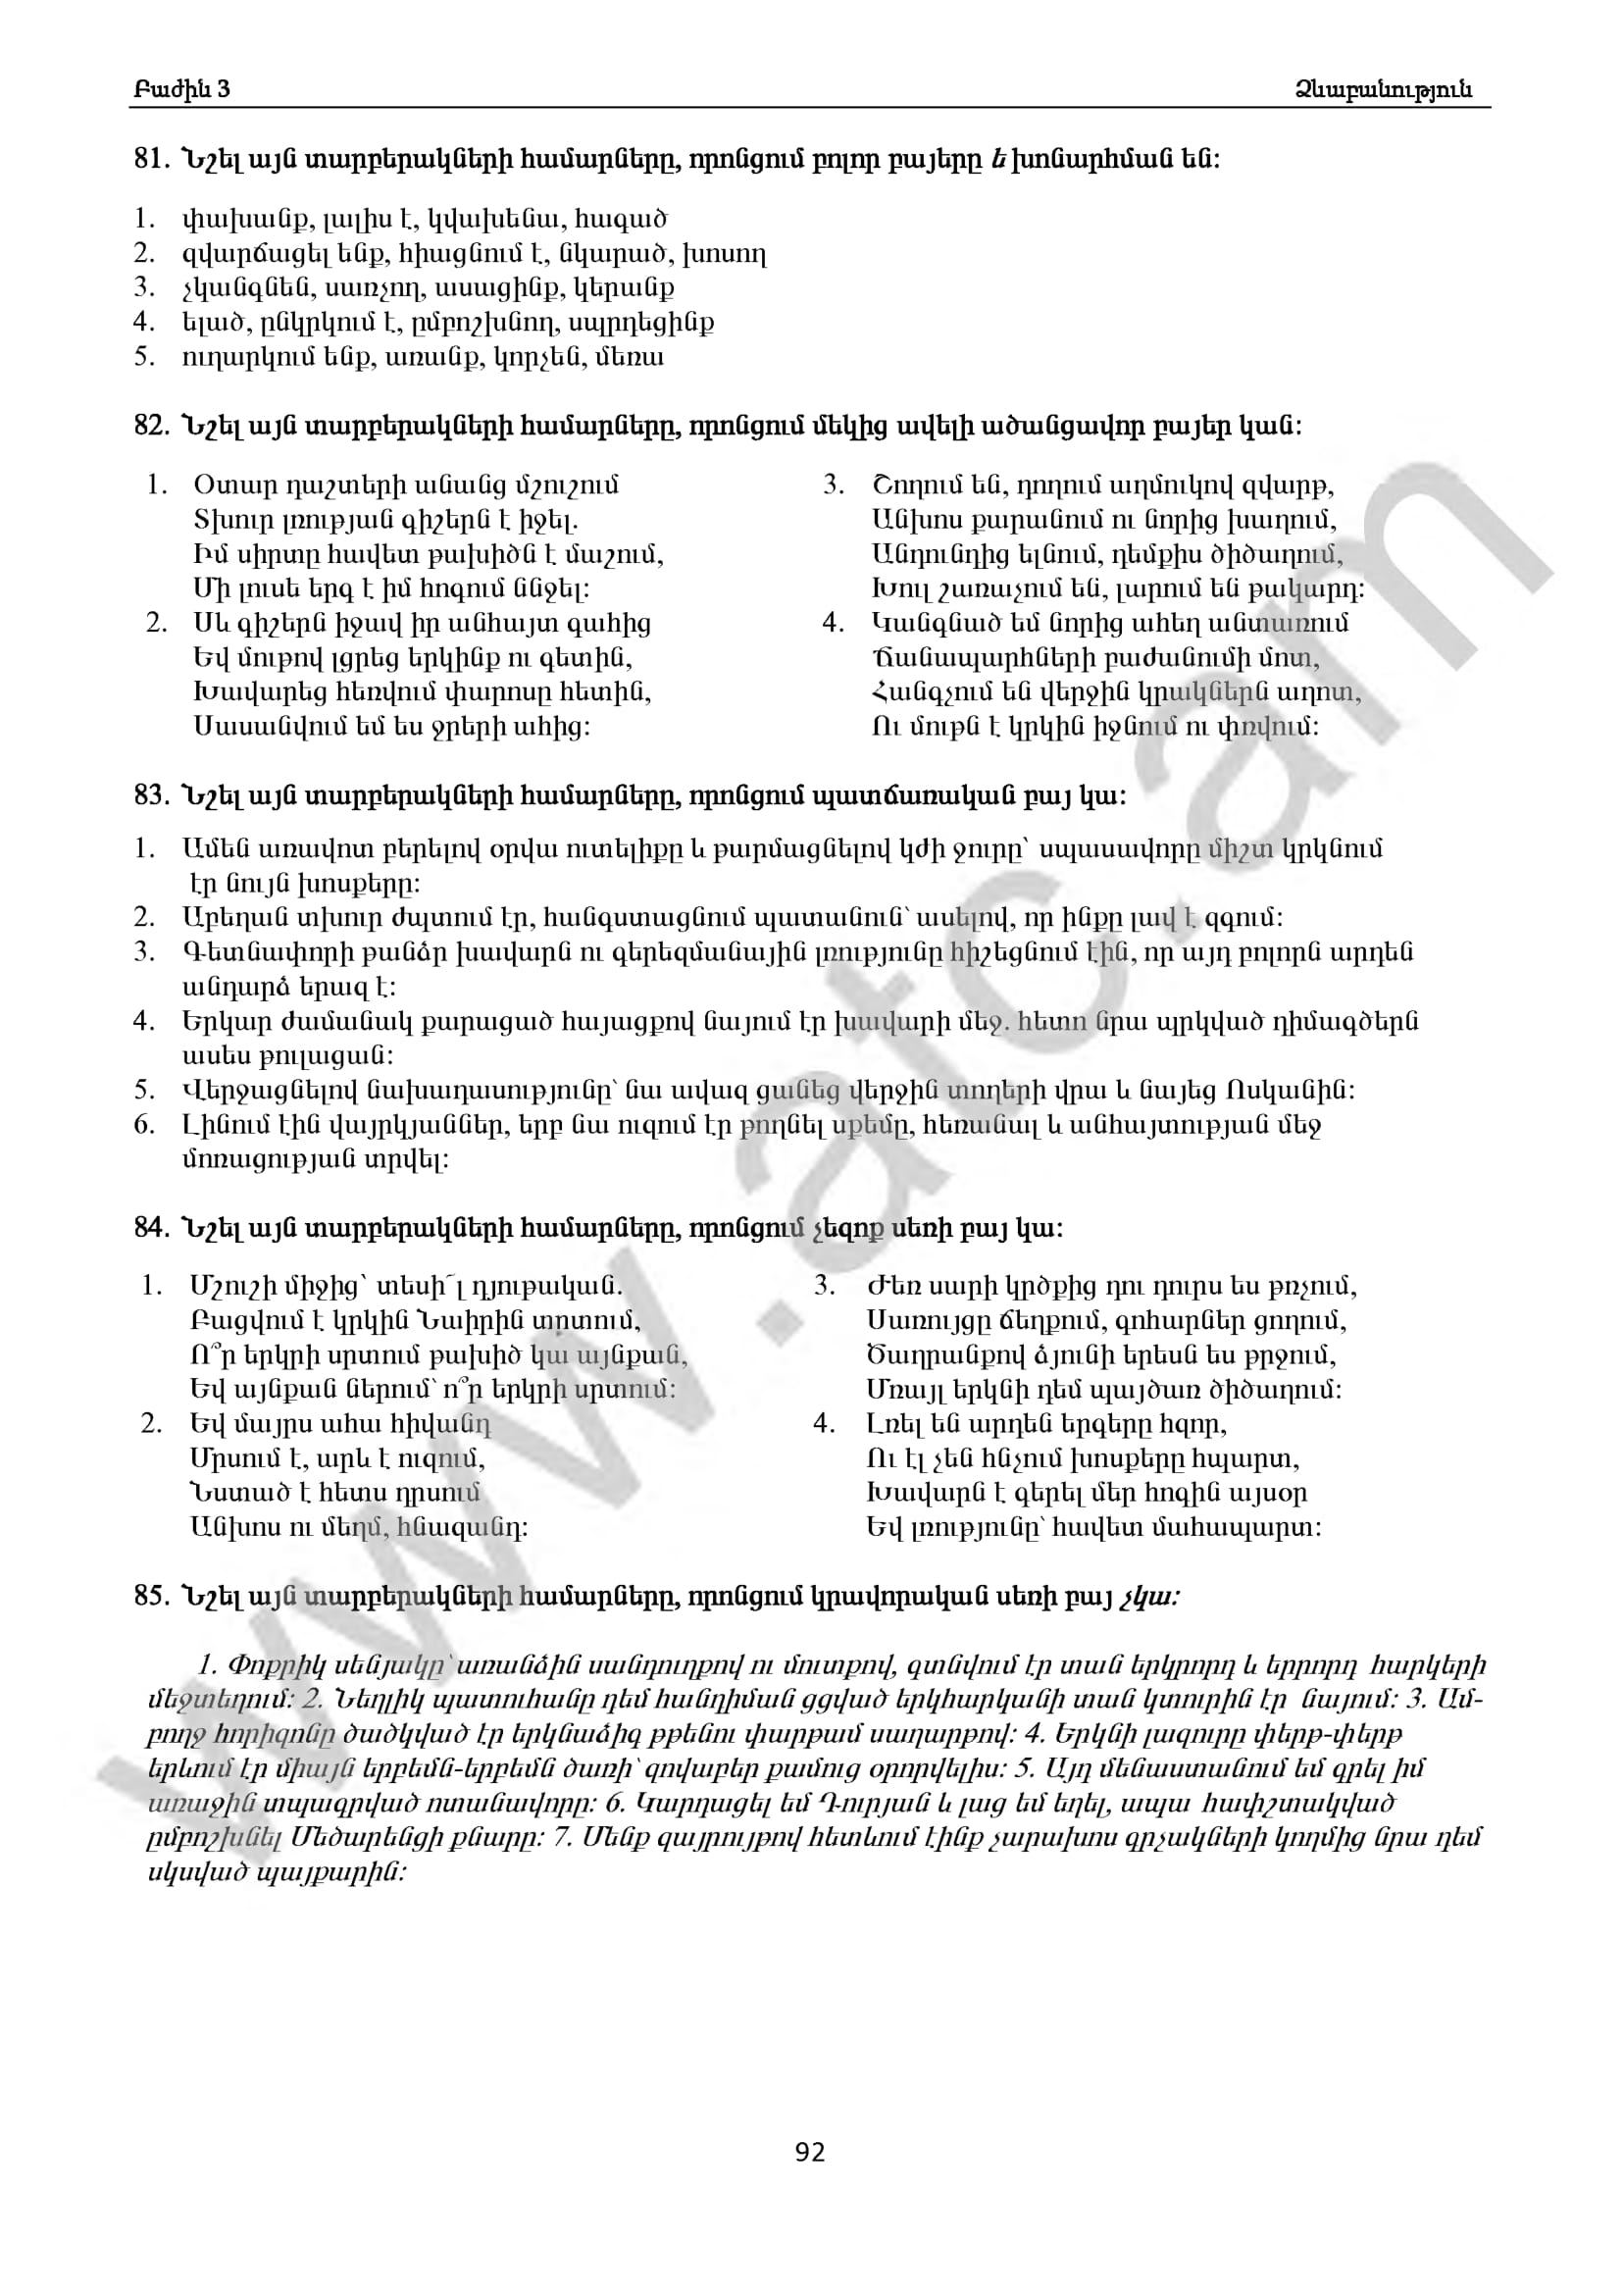 Բաժին 3 Ձևաբանություն
81. Նշել այն տարբերակների համարները, որոնցում բոլոր բայերը ե խոնարհման են:
1. փախանք, լալիս է, կվախենա, հագած
2. զվարճացել ենք, հիացնում է, նկարած, խոսող
3. չկանգնեն, սառչող, ասացինք, կերանք
4. ելած, ընկրկում է, ըմբոշխնող, սպրդեցինք
5. ուղարկում ենք, առանք, կորչեն, մեռա
82. Նշել այն տարբերակների համարները, որոնցում մեկից ավելի ածանցավոր բայեր կան:
1. Օտար դաշտերի անանց մշուշում
Տխուր լռության գիշերն է իջել.
Իմ սիրտը հավետ թախիծն է մաշում,
Մի լուսե երգ է իմ հոգում ննջել:
2. Սև գիշերն իջավ իր անհայտ գահից
Եվ մութով լցրեց երկինք ու գետին,
Խավարեց հեռվում փարոսը հետին,
Սասանվում եմ ես ջրերի ահից:
3. Շողում են, դողում աղմուկով զվարթ,
Անխոս քարանում ու նորից խաղում,
Անդունդից ելնում, դեմքիս ծիծաղում,
Խուլ շառաչում են, լարում են թակարդ:
4. Կանգնած եմ նորից ահեղ անտառում
Ճանապարհների բաժանումի մոտ,
Հանգչում են վերջին կրակներն աղոտ,
Ու մութն է կրկին իջնում ու փռվում:
83. Նշել այն տարբերակների համարները, որոնցում պատճառական բայ կա:
1. Ամեն առավոտ բերելով օրվա ուտելիքը և թարմացնելով կժի ջուրը՝ սպասավորը միշտ կրկնում
էր նույն խոսքերը:
2. Աբեղան տխուր ժպտում էր, հանգստացնում պատանուն՝ ասելով, որ ինքը լավ է զգում:
3. Գետնափորի թանձր խավարն ու գերեզմանային լռությունը հիշեցնում էին, որ այդ բոլորն արդեն
անդարձ երազ է:
4. Երկար ժամանակ քարացած հայացքով նայում էր խավարի մեջ. հետո նրա պրկված դիմագծերն
ասես թուլացան:
5. Վերջացնելով նախադասությունը՝ նա ավազ ցանեց վերջին տողերի վրա և նայեց Ոսկանին:
6. Լինում էին վայրկյաններ, երբ նա ուզում էր թողնել սքեմը, հեռանալ և անհայտության մեջ
մոռացության տրվել:
84. Նշել այն տարբերակների համարները, որոնցում չեզոք սեռի բայ կա:
1. Մշուշի միջից՝ տեսի՜լ դյութական.
Բացվում է կրկին Նաիրին տրտում,
Ո՞ր երկրի սրտում թախիծ կա այնքան,
Եվ այնքան ներում՝ ո՞ր երկրի սրտում:
2. Եվ մայրս ահա հիվանդ
Մրսում է, արև է ուզում,
Նստած է հետս դրսում
Անխոս ու մեղմ, հնազանդ:
3. Ժեռ սարի կրծքից դու դուրս ես թռչում,
Սառույցը ճեղքում, գոհարներ ցողում,
Ծաղրանքով ձյունի երեսն ես թրջում,
Մռայլ երկնի դեմ պայծառ ծիծաղում:
4. Լռել են արդեն երգերը հզոր,
Ու էլ չեն հնչում խոսքերը հպարտ,
Խավարն է գերել մեր հոգին այսօր
Եվ լռությունը՝ հավետ մահապարտ:
85. Նշել այն տարբերակների համարները, որոնցում կրավորական սեռի բայ չկա:
1. Փոքրիկ սենյակը՝ առանձին սանդուղքով ու մուտքով, գտնվում էր տան երկրորդ և երրորդ հարկերի
մեջտեղում: 2. Նեղլիկ պատուհանը դեմ հանդիման ցցված երկհարկանի տան կտուրին էր նայում: 3. Ամ-
բողջ հորիզոնը ծածկված էր երկնաձիգ թթենու փարթամ սաղարթով: 4. Երկնի լազուրը փերթ-փերթ
երևում էր միայն երբեմն-երբեմն ծառի՝ զովաբեր քամուց օրորվելիս: 5. Այդ մենաստանում եմ գրել իմ
առաջին տպագրված ոտանավորը: 6. Կարդացել եմ Դուրյան և լաց եմ եղել, ապա հափշտակված
ըմբոշխնել Մեծարենցի քնարը: 7. Մենք զայրույթով հետևում էինք չարախոս գրչակների կողմից նրա դեմ
սկսված պայքարին:
www.atc.am
92